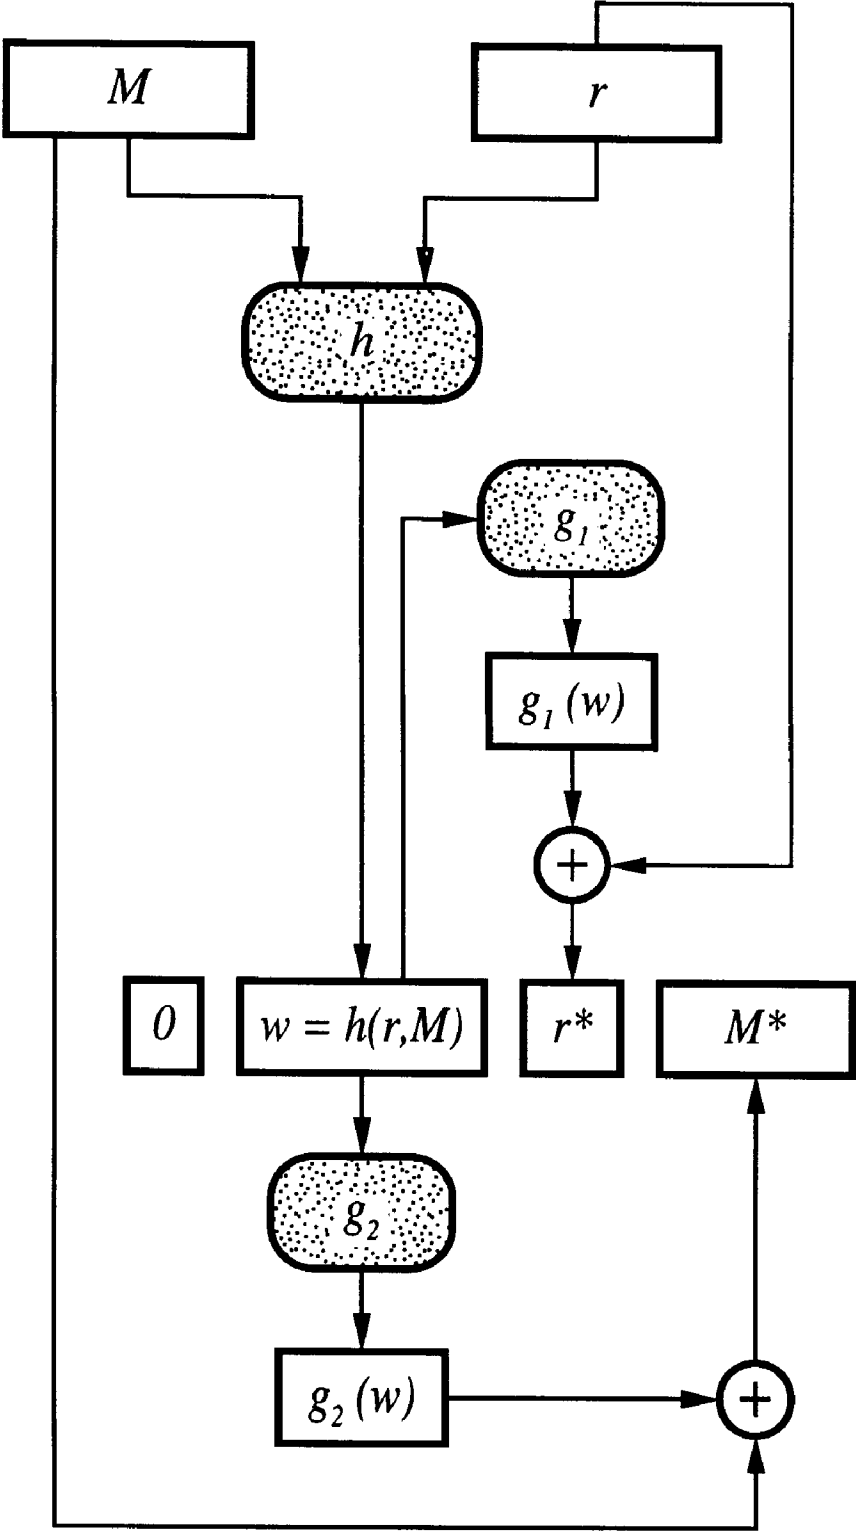 M
r
h
g₁
g₁ (w)
+
0
w = h(r,M)
r*
M*
g₂
g₂ (w)
+